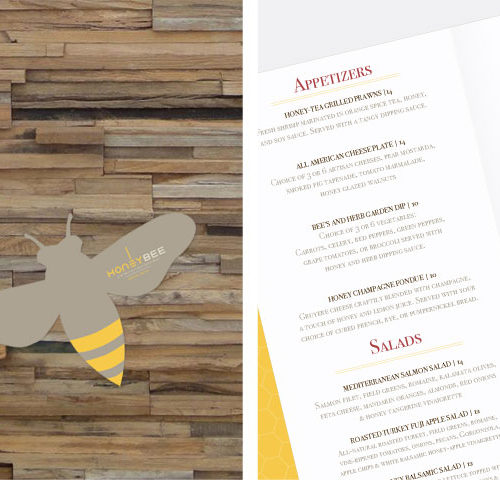 HONEYBEE
APPETIZERS
HONEY-TEA GRILLED PRAWNS | 14
FRESH SHRIMP MARINATED IN ORANGE SPICE TEA, HONEY,
AND SOY SAUCE. SERVED WITH A TANGY DIPPING SAUCE.
ALL AMERICAN CHEESE PLATE | 14
CHOICE OF 3 OR 6 ARTISAN CHEESES, PEAR MOSTARDA,
SMOKED FIG TAPENADE, TOMATO MARMALADE,
HONEY GLAZED WALNUTS
BEE'S AND HERB GARDEN DIP | 10
CHOICE OF 3 OR 6 VEGETABLES:
CARROTS, CELERY, RED PEPPERS, GREEN PEPPERS,
GRAPE TOMATOES, OR BROCCOLI SERVED WITH
HONEY AND HERB DIPPING SAUCE.
HONEY CHAMPAGNE FONDUE | 20
GRUYERE CHEESE CRAFTILY BLENDED WITH CHAMPAGNE,
A TOUCH OF HONEY AND LEMON JUICE. SERVED WITH YOUR
CHOICE OF CUBED FRENCH, RYE, OR PUMPERNICKEL BREAD.
SALADS
MEDITERRANEAN SALMON SALAD | 14
SALMON FILET, FIELD GREENS, ROMAINE, KALAMATA OLIVES,
FETA CHEESE, MANDARIN ORANGES, ALMONDS, RED ONIONS
& HONEY TANGERINE VINAIGRETTE
ROASTED TURKEY FUJI APPLE SALAD | 12
ALL-NATURAL ROASTED TURKEY, FIELD GREENS, ROMAINE,
VINE-RIPENED TOMATOES, ONIONS, PECANS, GORGONZOLA,
APPLE CHIPS & WHITE BALSAMIC HONEY-APPLE VINAIGRETTE
BALSAMIC SALAD | 12
LETTUCE TOPPED WITH